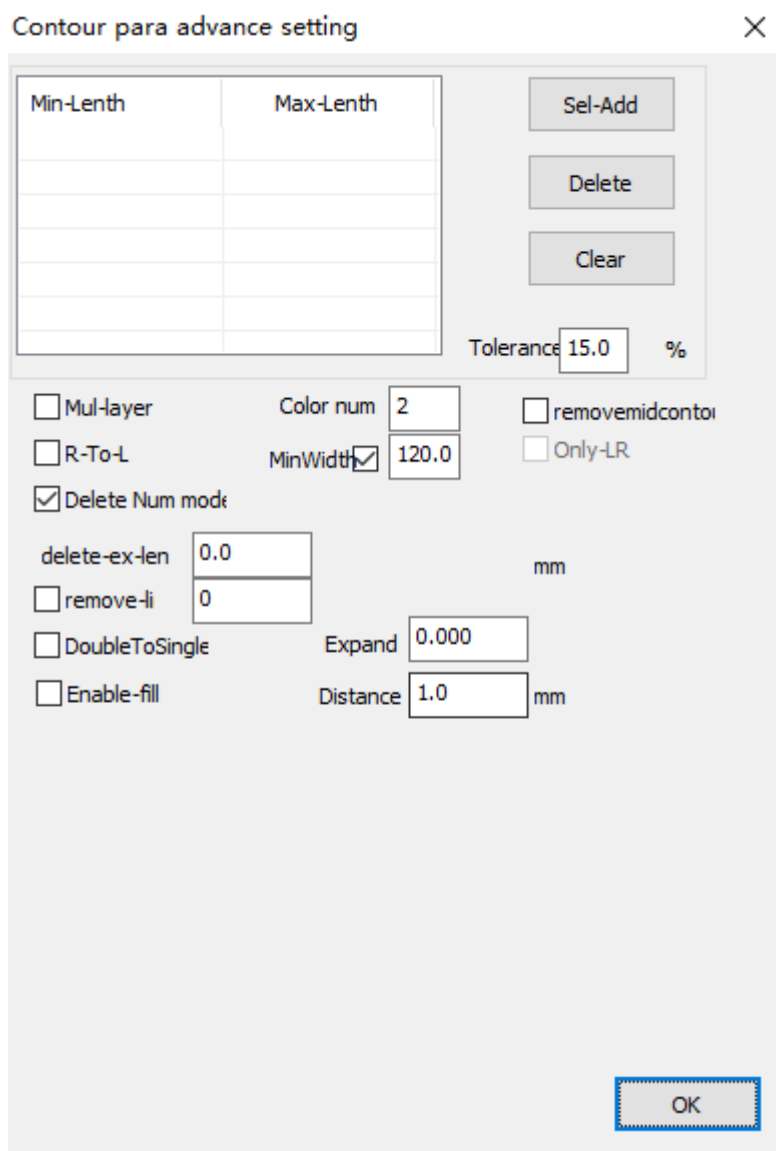 Contour para advance setting
Min-Lenth Max-Lenth
Sel-Add
Delete
Clear
Tolerance 15.0 %
Mul-layer Color num 2 removemidcontou
R-To-L MinWidth 120.0 Only-LR
Delete Num mode
delete-ex-len 0.0 mm
remove-li 0
DoubleToSingle Expand 0.000
Enable-fill Distance 1.0 mm
OK